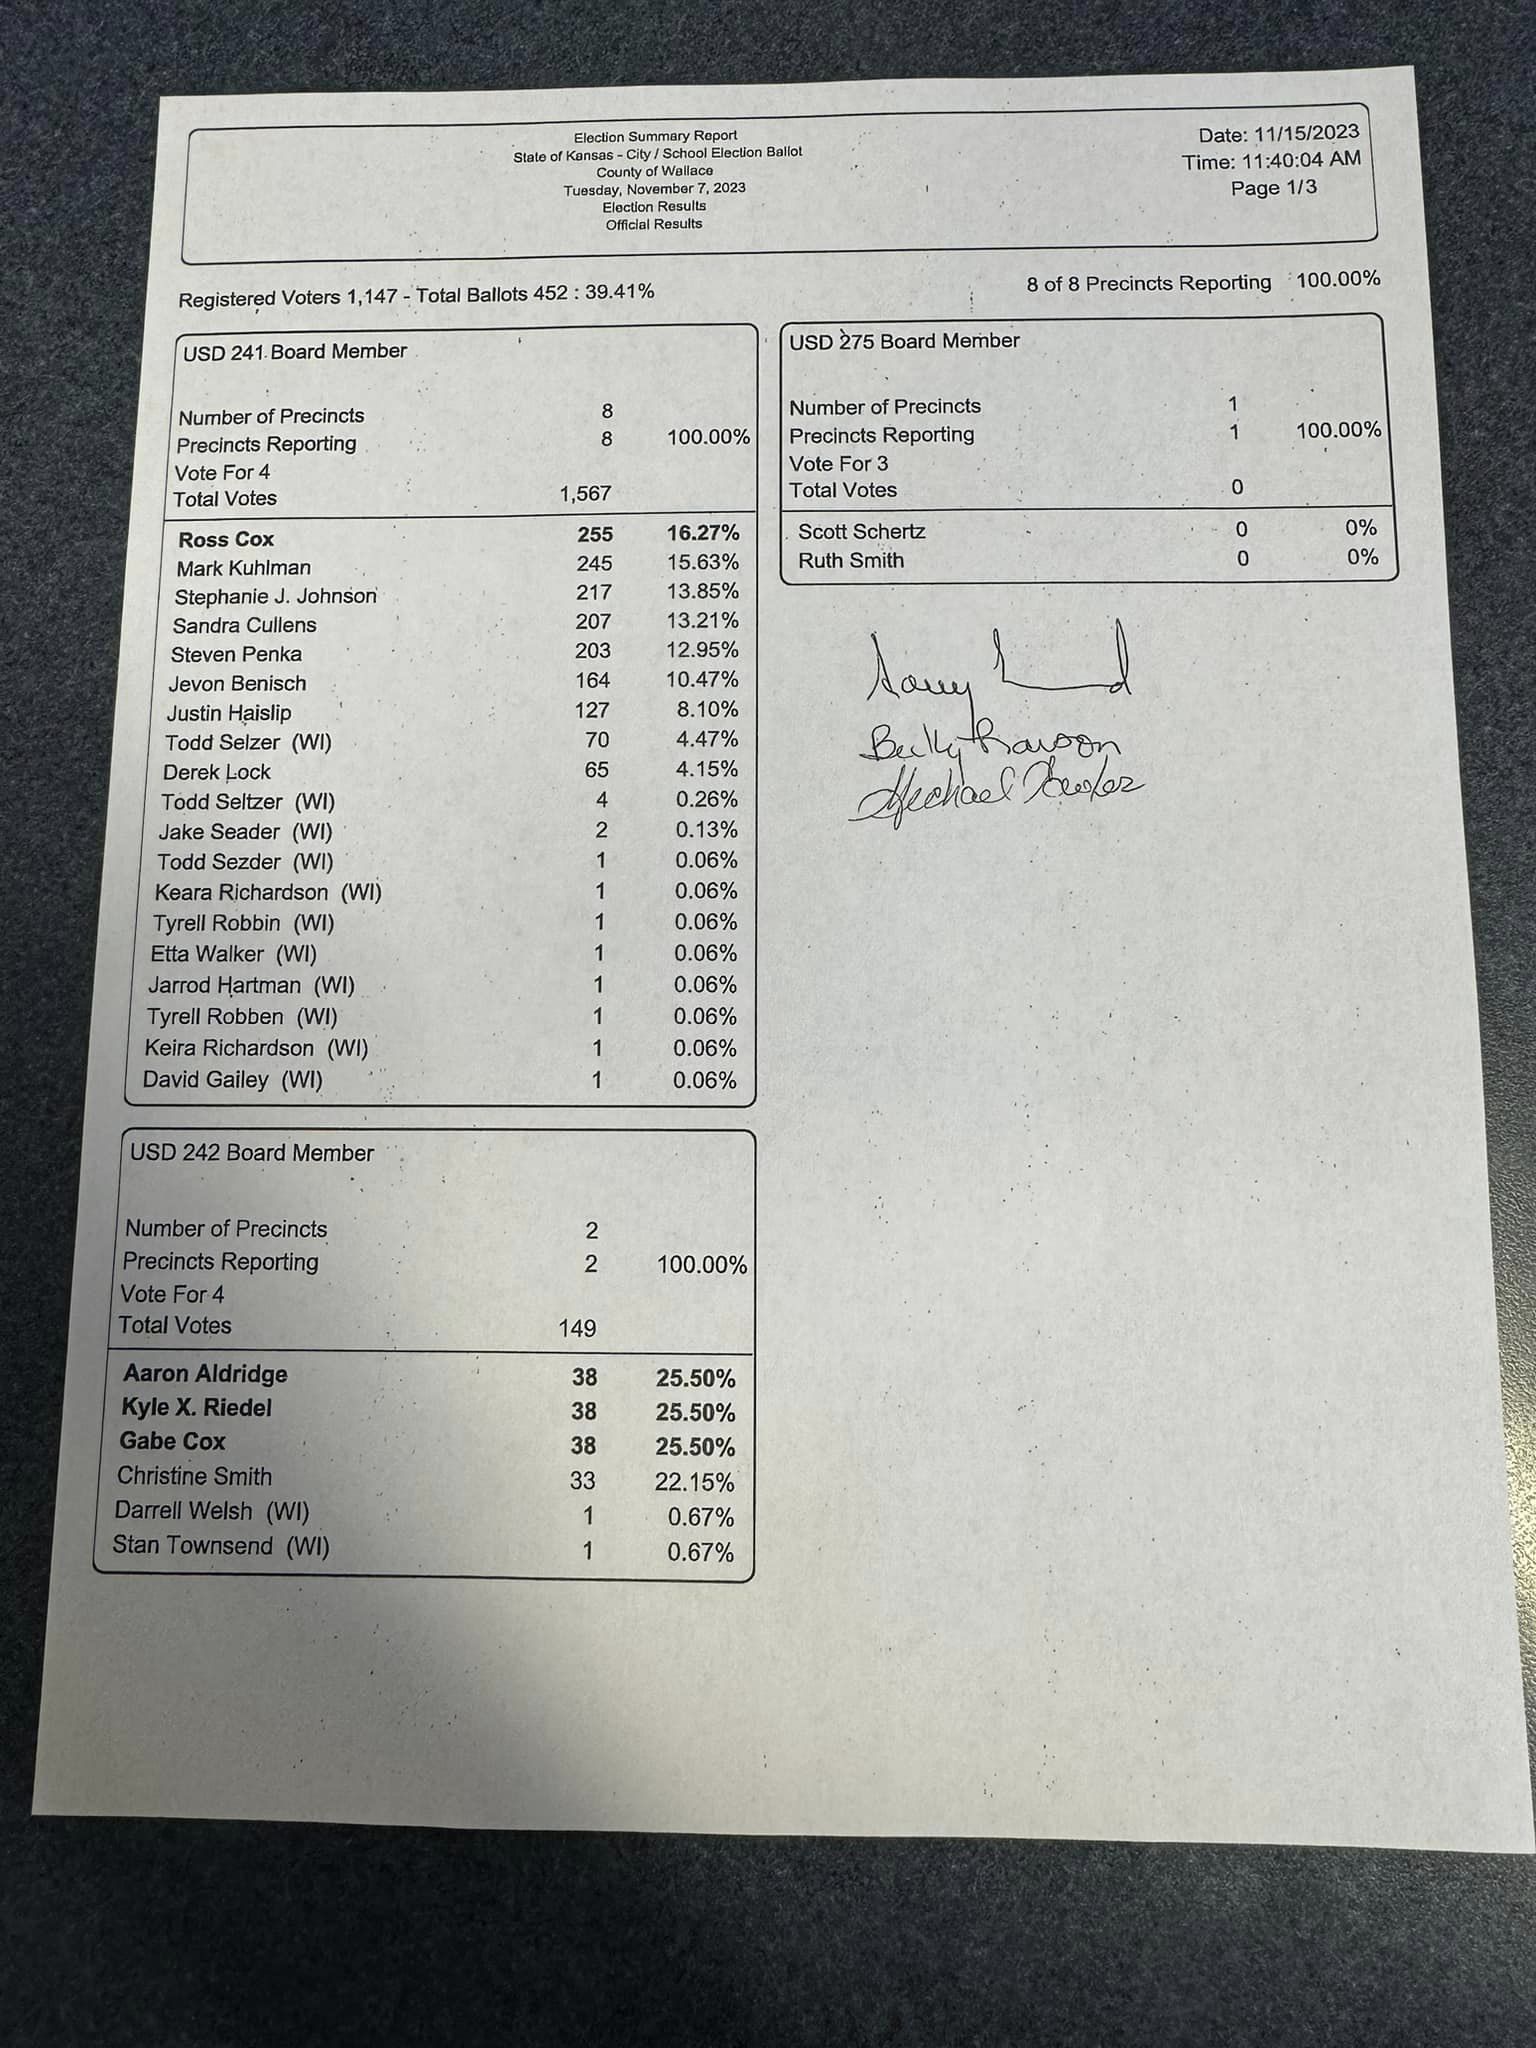 Election Summary Report
State of Kansas - City / School Election Ballot
County of Wallace
Tuesday, November 7, 2023
Election Results
Official Results
Date: 11/15/2023
Time: 11:40:04 AM
Page 1/3
Registered Voters 1,147 - Total Ballots 452 : 39.41%
8 of 8 Precincts Reporting 100.00%
USD 241 Board Member
Number of Precincts 8
Precincts Reporting 8 100.00%
Vote For 4
Total Votes 1,567
Ross Cox 255 16.27%
Mark Kuhlman 245 15.63%
Stephanie J. Johnson 217 13.85%
Sandra Cullens 207 13.21%
Steven Penka 203 12.95%
Jevon Benisch 164 10.47%
Justin Haislip 127 8.10%
Todd Selzer (WI) 70 4.47%
Derek Lock 65 4.15%
Todd Seltzer (WI) 4 0.26%
Jake Seader (WI) 2 0.13%
Todd Sezder (WI) 1 0.06%
Keara Richardson (WI) 1 0.06%
Tyrell Robbin (WI) 1 0.06%
Etta Walker (WI) 1 0.06%
Jarrod Hartman (WI) 1 0.06%
Tyrell Robben (WI) 1 0.06%
Keira Richardson (WI) 1 0.06%
David Gailey (WI) 1 0.06%
USD 242 Board Member
Number of Precincts 2
Precincts Reporting 2 100.00%
Vote For 4
Total Votes 149
Aaron Aldridge 38 25.50%
Kyle X. Riedel 38 25.50%
Gabe Cox 38 25.50%
Christine Smith 33 22.15%
Darrell Welsh (WI) 1 0.67%
Stan Townsend (WI) 1 0.67%
USD 275 Board Member
Number of Precincts 1
Precincts Reporting 1 100.00%
Vote For 3
Total Votes 0
Scott Schertz 0 0%
Ruth Smith 0 0%
Michael